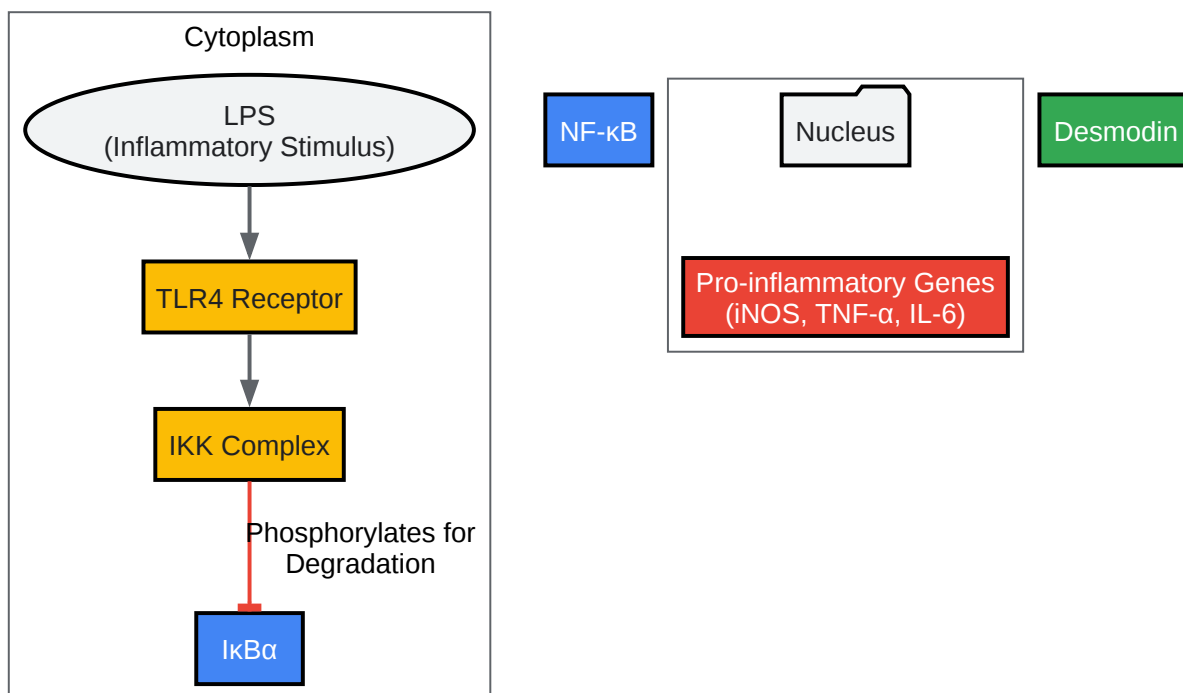 Cytoplasm
LPS
(Inflammatory Stimulus)
TLR4 Receptor
IKK Complex
Phosphorylates for
Degradation
IκBα
NF-κB
Nucleus
Pro-inflammatory Genes
(iNOS, TNF-α, IL-6)
Desmodin